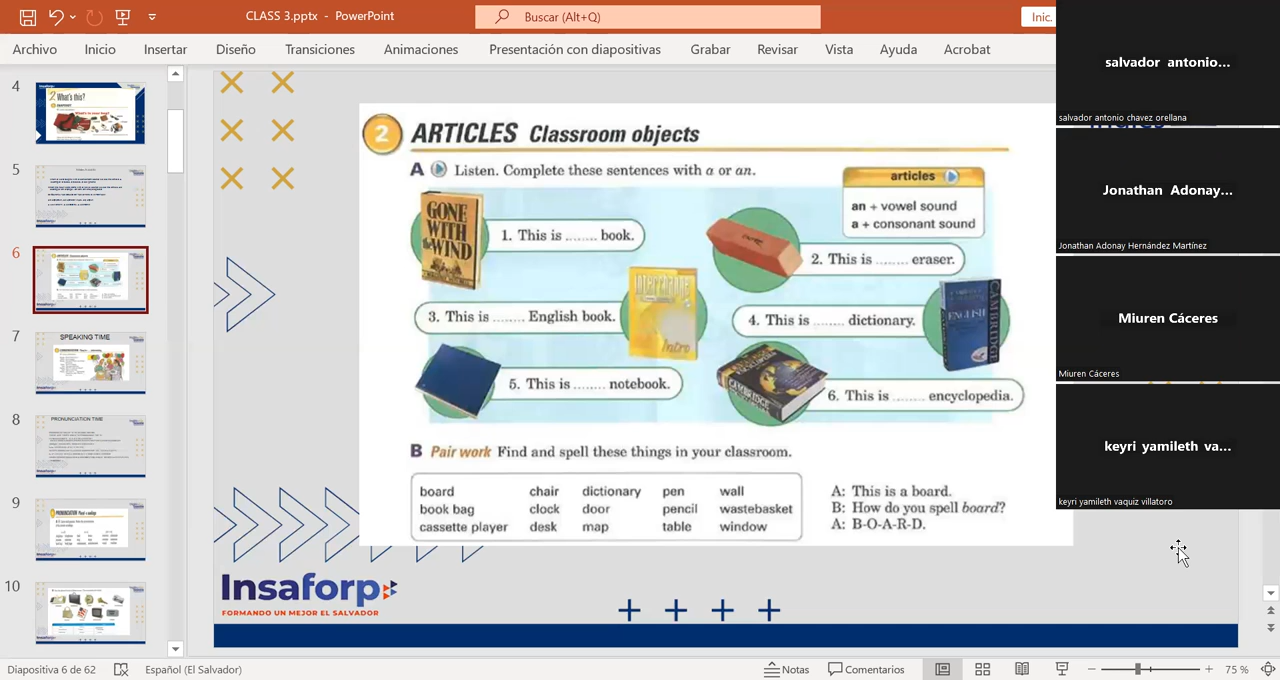 CLASS 3.pptx - PowerPoint
Buscar (Alt+Q)
Inic.
Archivo Inicio Insertar Diseño Transiciones Animaciones Presentación con diapositivas Grabar Revisar Vista Ayuda Acrobat
4
What's this?
5
6
7
SPEAKING TIME
8
PRONUNCIATION TIME
9
10
2 ARTICLES Classroom objects
A Listen. Complete these sentences with a or an.
articles
an + vowel sound
a + consonant sound
GONE WITH the WIND
1. This is ........ book.
2. This is ........ eraser.
3. This is ........ English book.
Intro
4. This is ........ dictionary.
ENGLISH
CAMBRIDGE
5. This is ........ notebook.
CAMBRIDGE
6. This is ........ encyclopedia.
B Pair work Find and spell these things in your classroom.
board chair dictionary pen wall
book bag clock door pencil wastebasket
cassette player desk map table window
A: This is a board.
B: How do you spell board?
A: B-O-A-R-D.
Insaforp
FORMANDO UN MEJOR EL SALVADOR
salvador antonio...
salvador antonio chavez orellana
Jonathan Adonay...
Jonathan Adonay Hernández Martínez
Miuren Cáceres
Miuren Cáceres
keyri yamileth va...
keyri yamileth vaquiz villatoro
Diapositiva 6 de 62 Español (El Salvador) Notas Comentarios 75 %